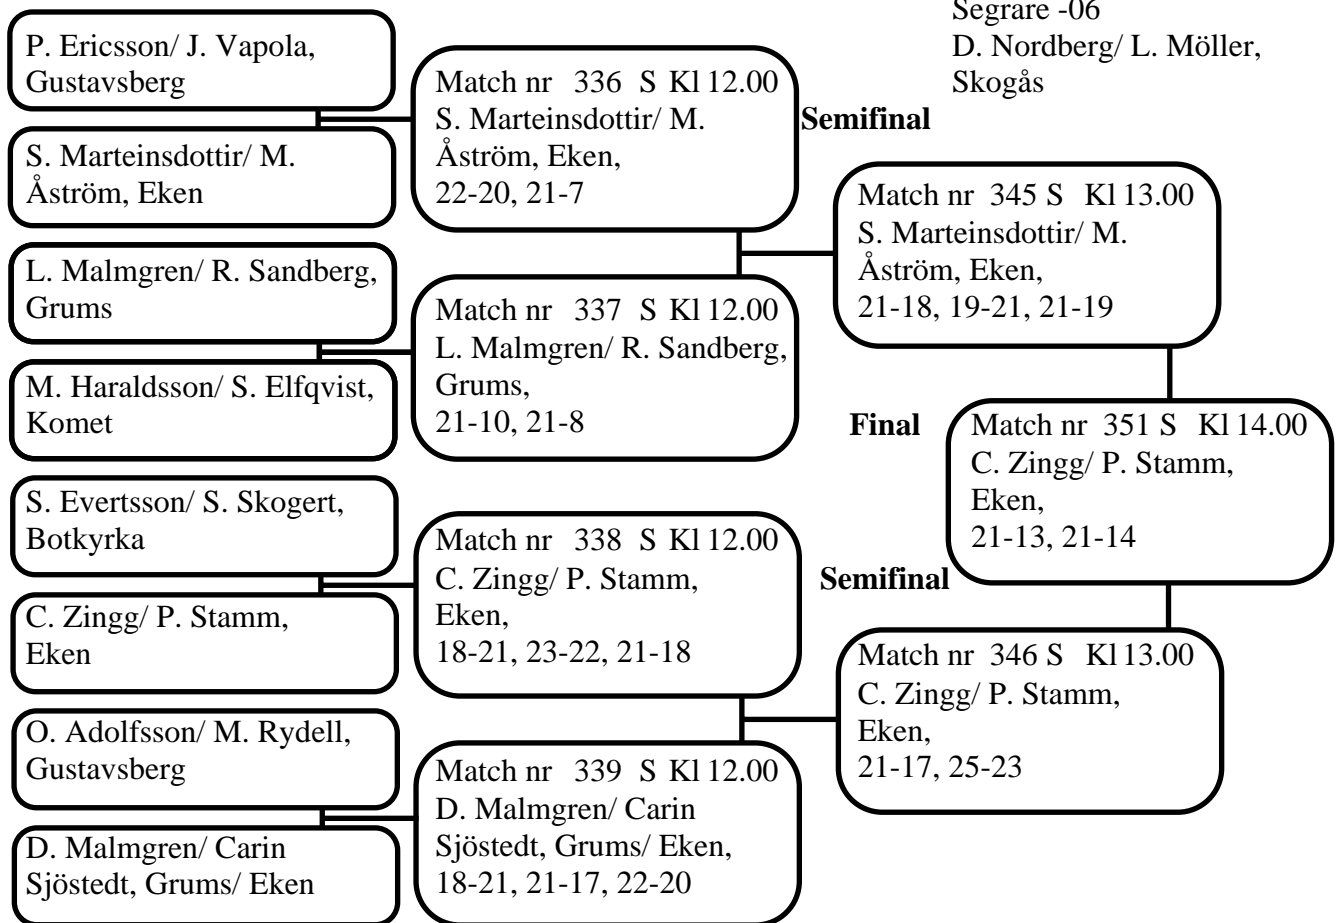 Segrare -06
D. Nordberg/ L. Möller,
Skogås
P. Ericsson/ J. Vapola,
Gustavsberg
S. Marteinsdottir/ M.
Åström, Eken
L. Malmgren/ R. Sandberg,
Grums
M. Haraldsson/ S. Elfqvist,
Komet
S. Evertsson/ S. Skogert,
Botkyrka
C. Zingg/ P. Stamm,
Eken
O. Adolfsson/ M. Rydell,
Gustavsberg
D. Malmgren/ Carin
Sjöstedt, Grums/ Eken
Match nr 336 S Kl 12.00
S. Marteinsdottir/ M.
Åström, Eken,
22-20, 21-7
Match nr 337 S Kl 12.00
L. Malmgren/ R. Sandberg,
Grums,
21-10, 21-8
Match nr 338 S Kl 12.00
C. Zingg/ P. Stamm,
Eken,
18-21, 23-22, 21-18
Match nr 339 S Kl 12.00
D. Malmgren/ Carin
Sjöstedt, Grums/ Eken,
18-21, 21-17, 22-20
Semifinal
Match nr 345 S Kl 13.00
S. Marteinsdottir/ M.
Åström, Eken,
21-18, 19-21, 21-19
Semifinal
Match nr 346 S Kl 13.00
C. Zingg/ P. Stamm,
Eken,
21-17, 25-23
Final
Match nr 351 S Kl 14.00
C. Zingg/ P. Stamm,
Eken,
21-13, 21-14